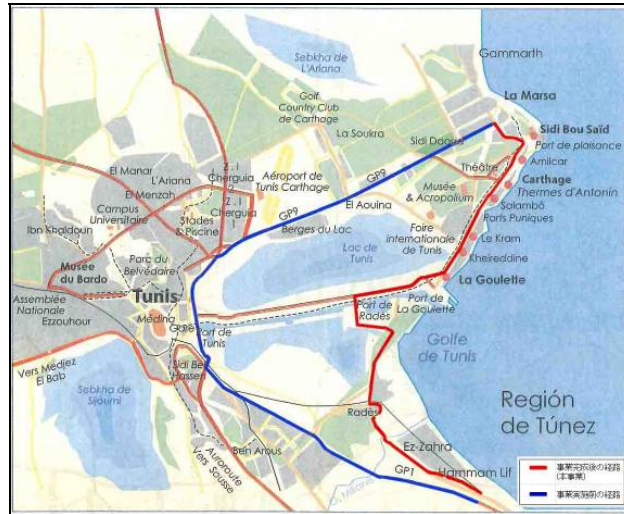 Gammarth
Sebkha de
L'Ariana
La Marsa
Golf
Country Club
de Carthage
La Soukra
Sidi Daoud
Sidi Bou Saïd
Port de plaisance
Amilcar
Z.I
Cherguia
2
Z.I
Cherguia
El Manar
L'Ariana
El Menzah
Campus
Universitaire
Stades
& Piscine
Aéroport de
Tunis Carthage
GP9
Théâtre
Carthage
Thermes d'Antonin
Musée
& Acropolium
Salambô
Ports Puniques
GP9
El Aouina
Berges du Lac
Ibn Khaldoun
Parc du
Belvédaire
Foire
internationale
de Tunis
Le Kram
Kheireddine
Lac de
Tunis
Musée
du Bardo
La Goulette
Assemblée
Nationale
Ezzouhour
Tunis
Médina
Gare
Port de
Tunis
Port de
Radès
Port de
La Goulette
Golfe
de Tunis
Vers Medjez
El Bab
Sidi Bel
Hassen
Sebkha de
Sijoumi
Región
de Túnez
Radès
Ben Arous
Ez-Zahra
Autoroute
Vers Sousse
GP1
Hammam Lif
事業完成後の経路
(本事業)
事業実施前の経路